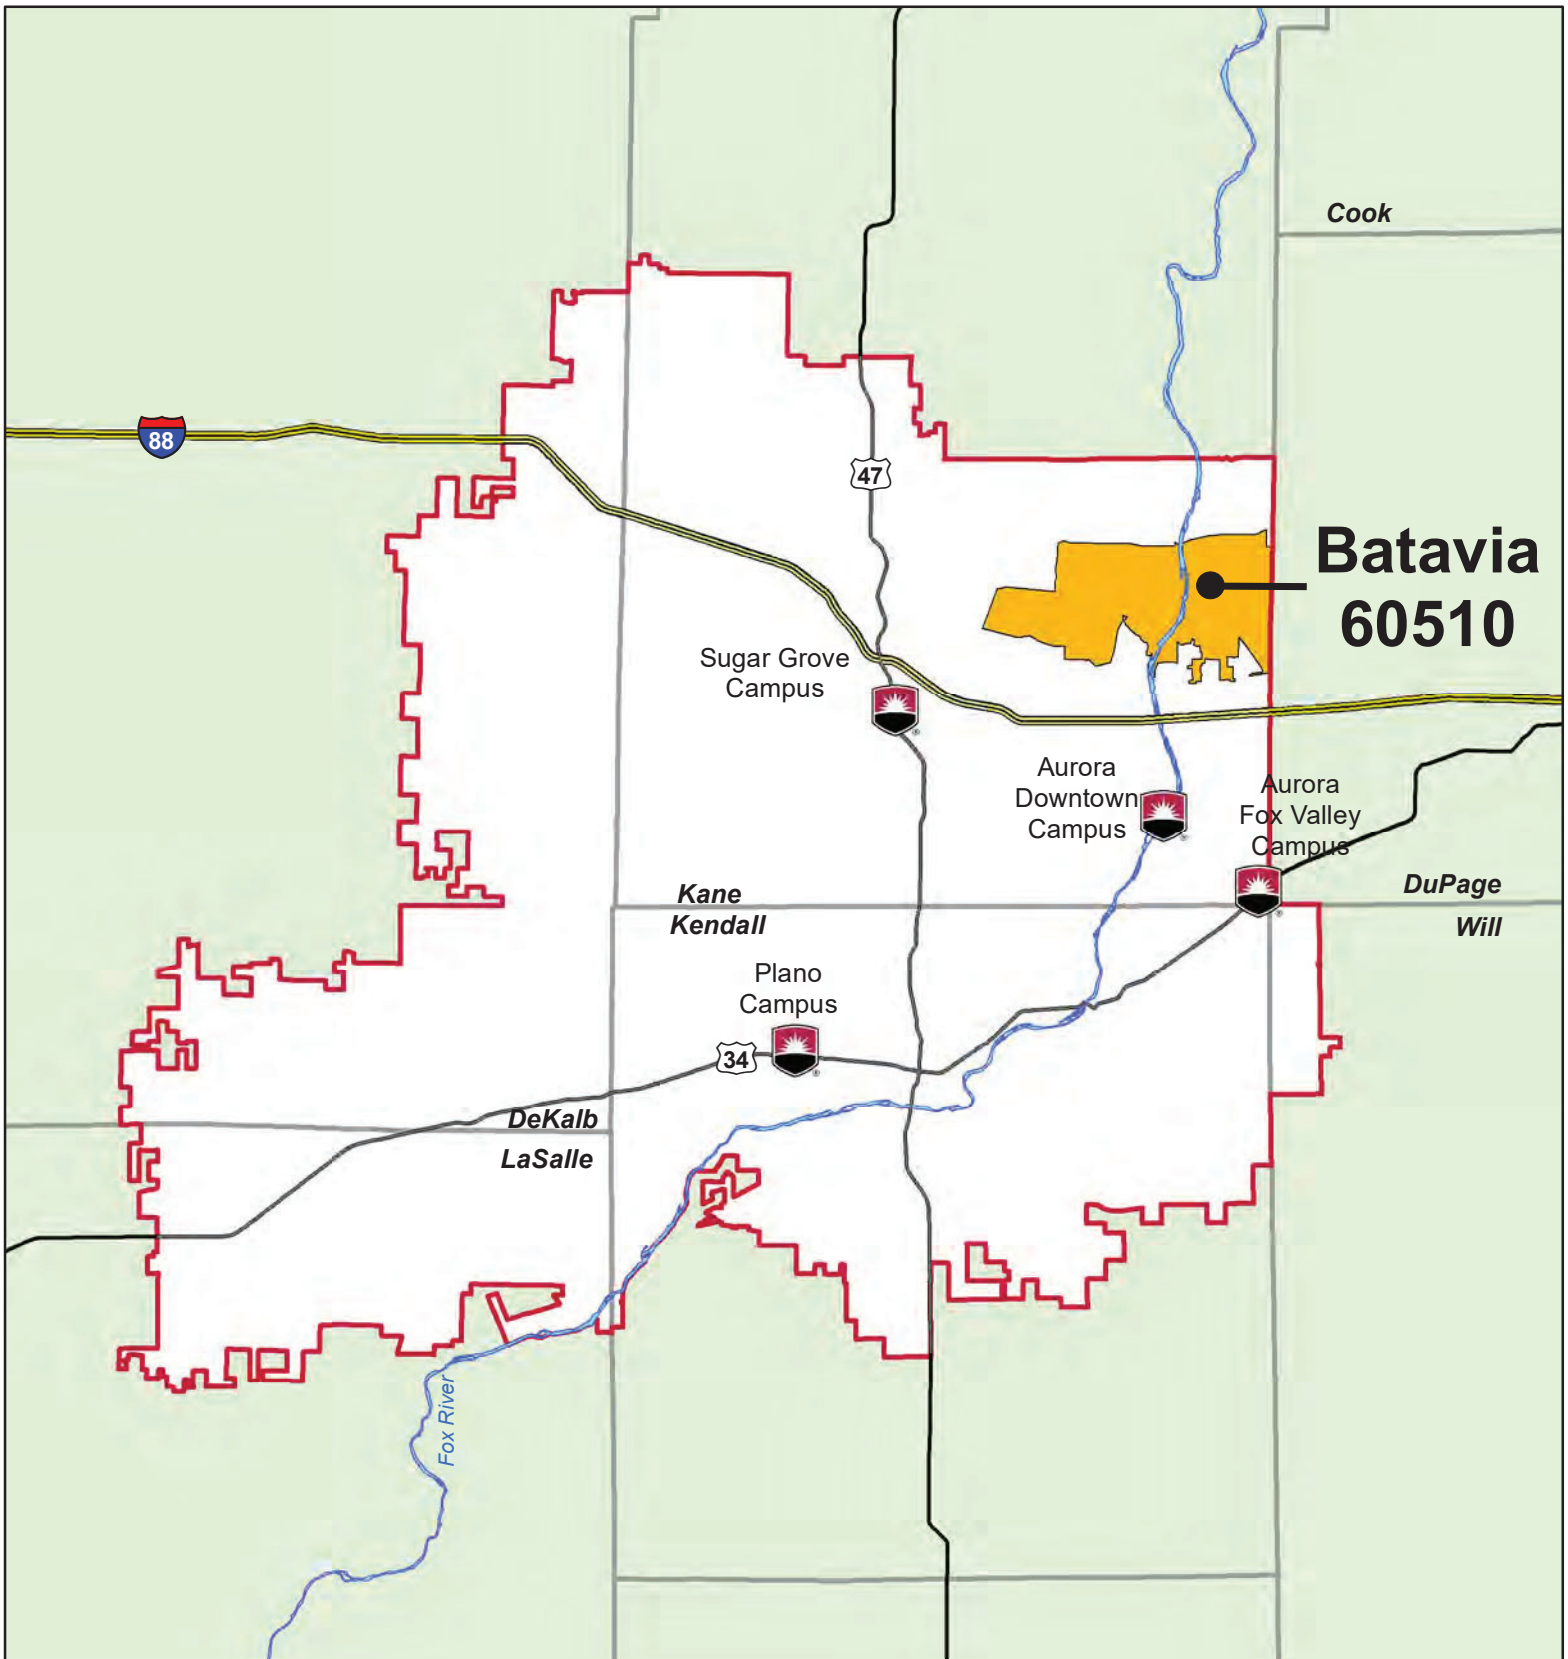 Cook
88
47
Batavia
60510
Sugar Grove
Campus
Aurora
Downtown
Campus
Aurora
Fox Valley
Campus
Kane
Kendall
DuPage
Will
Plano
Campus
34
DeKalb
LaSalle
Fox River